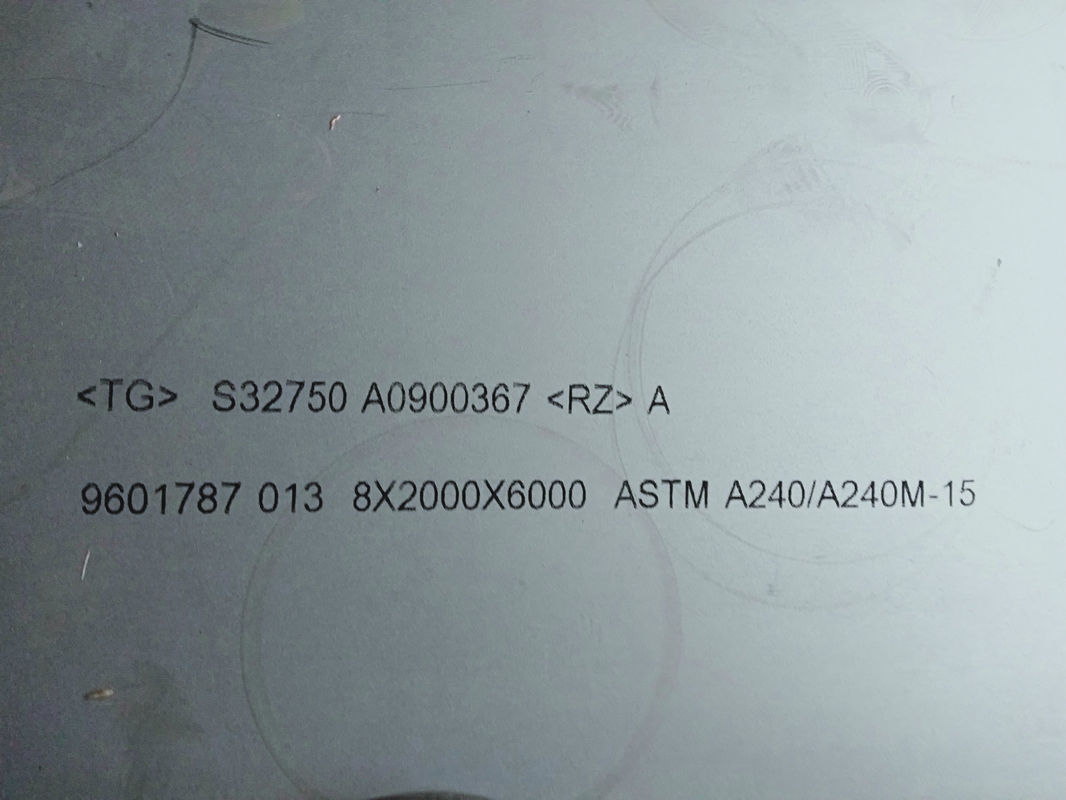 <TG> S32750 A0900367 <RZ> A
9601787 013 8X2000X6000 ASTM A240/A240M-15